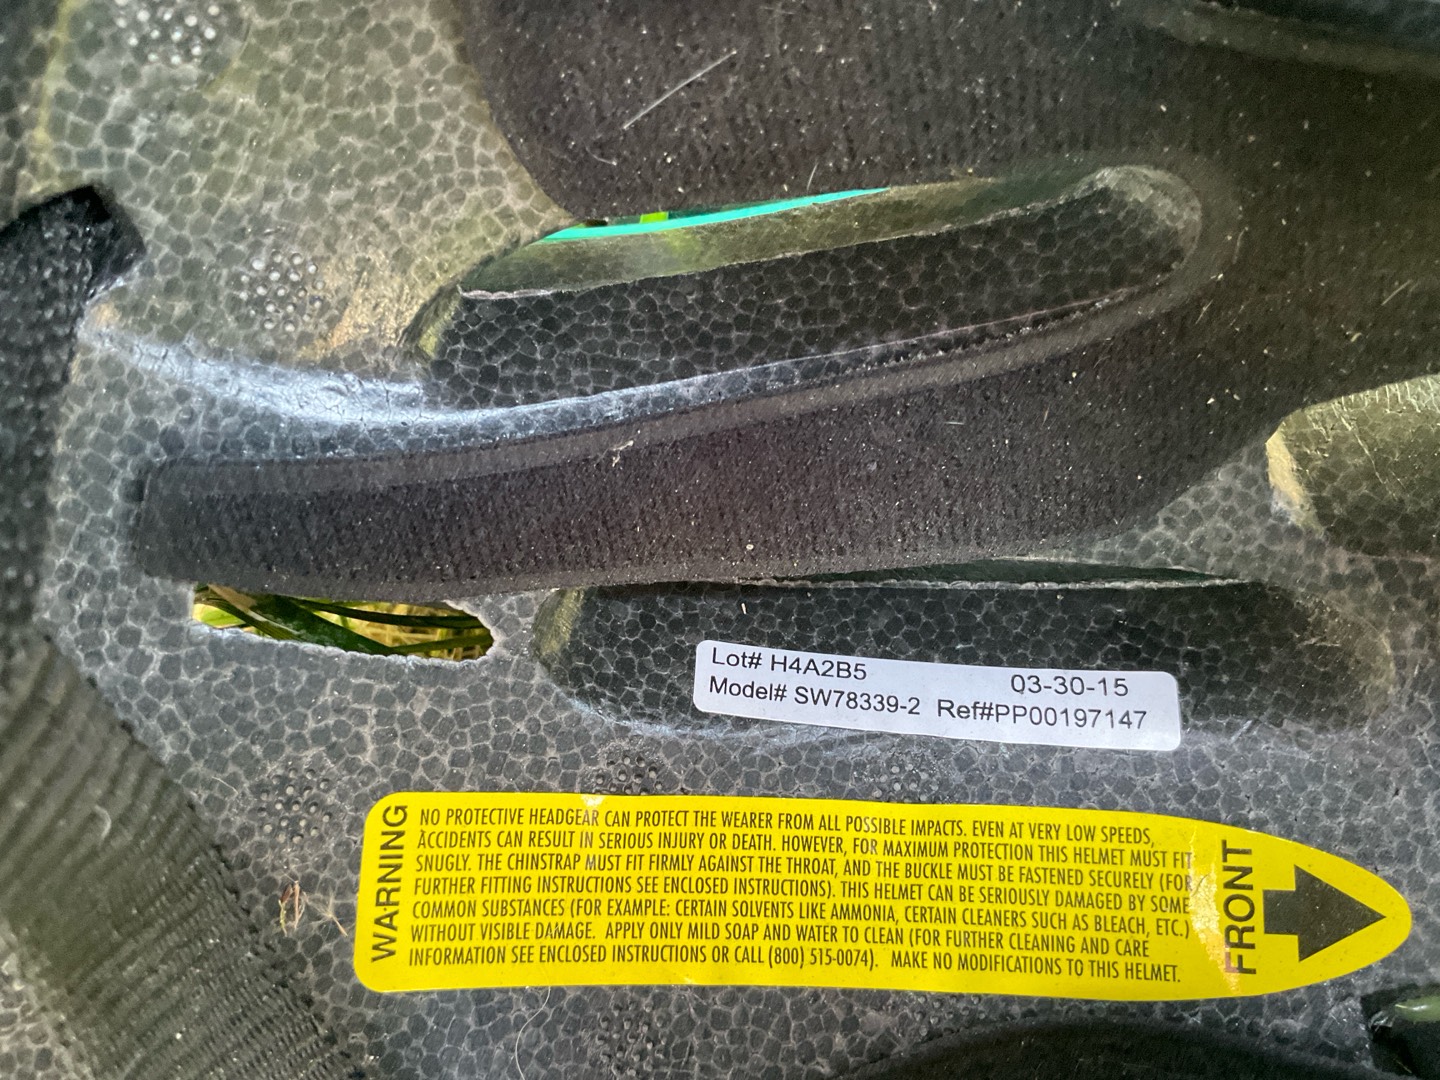 Lot# H4A2B5 03-30-15
Model# SW78339-2 Ref#PP00197147
WARNING
NO PROTECTIVE HEADGEAR CAN PROTECT THE WEARER FROM ALL POSSIBLE IMPACTS. EVEN AT VERY LOW SPEEDS,
ACCIDENTS CAN RESULT IN SERIOUS INJURY OR DEATH. HOWEVER, FOR MAXIMUM PROTECTION THIS HELMET MUST FIT
SNUGLY. THE CHINSTRAP MUST FIT FIRMLY AGAINST THE THROAT, AND THE BUCKLE MUST BE FASTENED SECURELY (FOR
FURTHER FITTING INSTRUCTIONS SEE ENCLOSED INSTRUCTIONS). THIS HELMET CAN BE SERIOUSLY DAMAGED BY SOME
COMMON SUBSTANCES (FOR EXAMPLE: CERTAIN SOLVENTS LIKE AMMONIA, CERTAIN CLEANERS SUCH AS BLEACH, ETC.)
WITHOUT VISIBLE DAMAGE. APPLY ONLY MILD SOAP AND WATER TO CLEAN (FOR FURTHER CLEANING AND CARE
INFORMATION SEE ENCLOSED INSTRUCTIONS OR CALL (800) 515-0074). MAKE NO MODIFICATIONS TO THIS HELMET.
FRONT